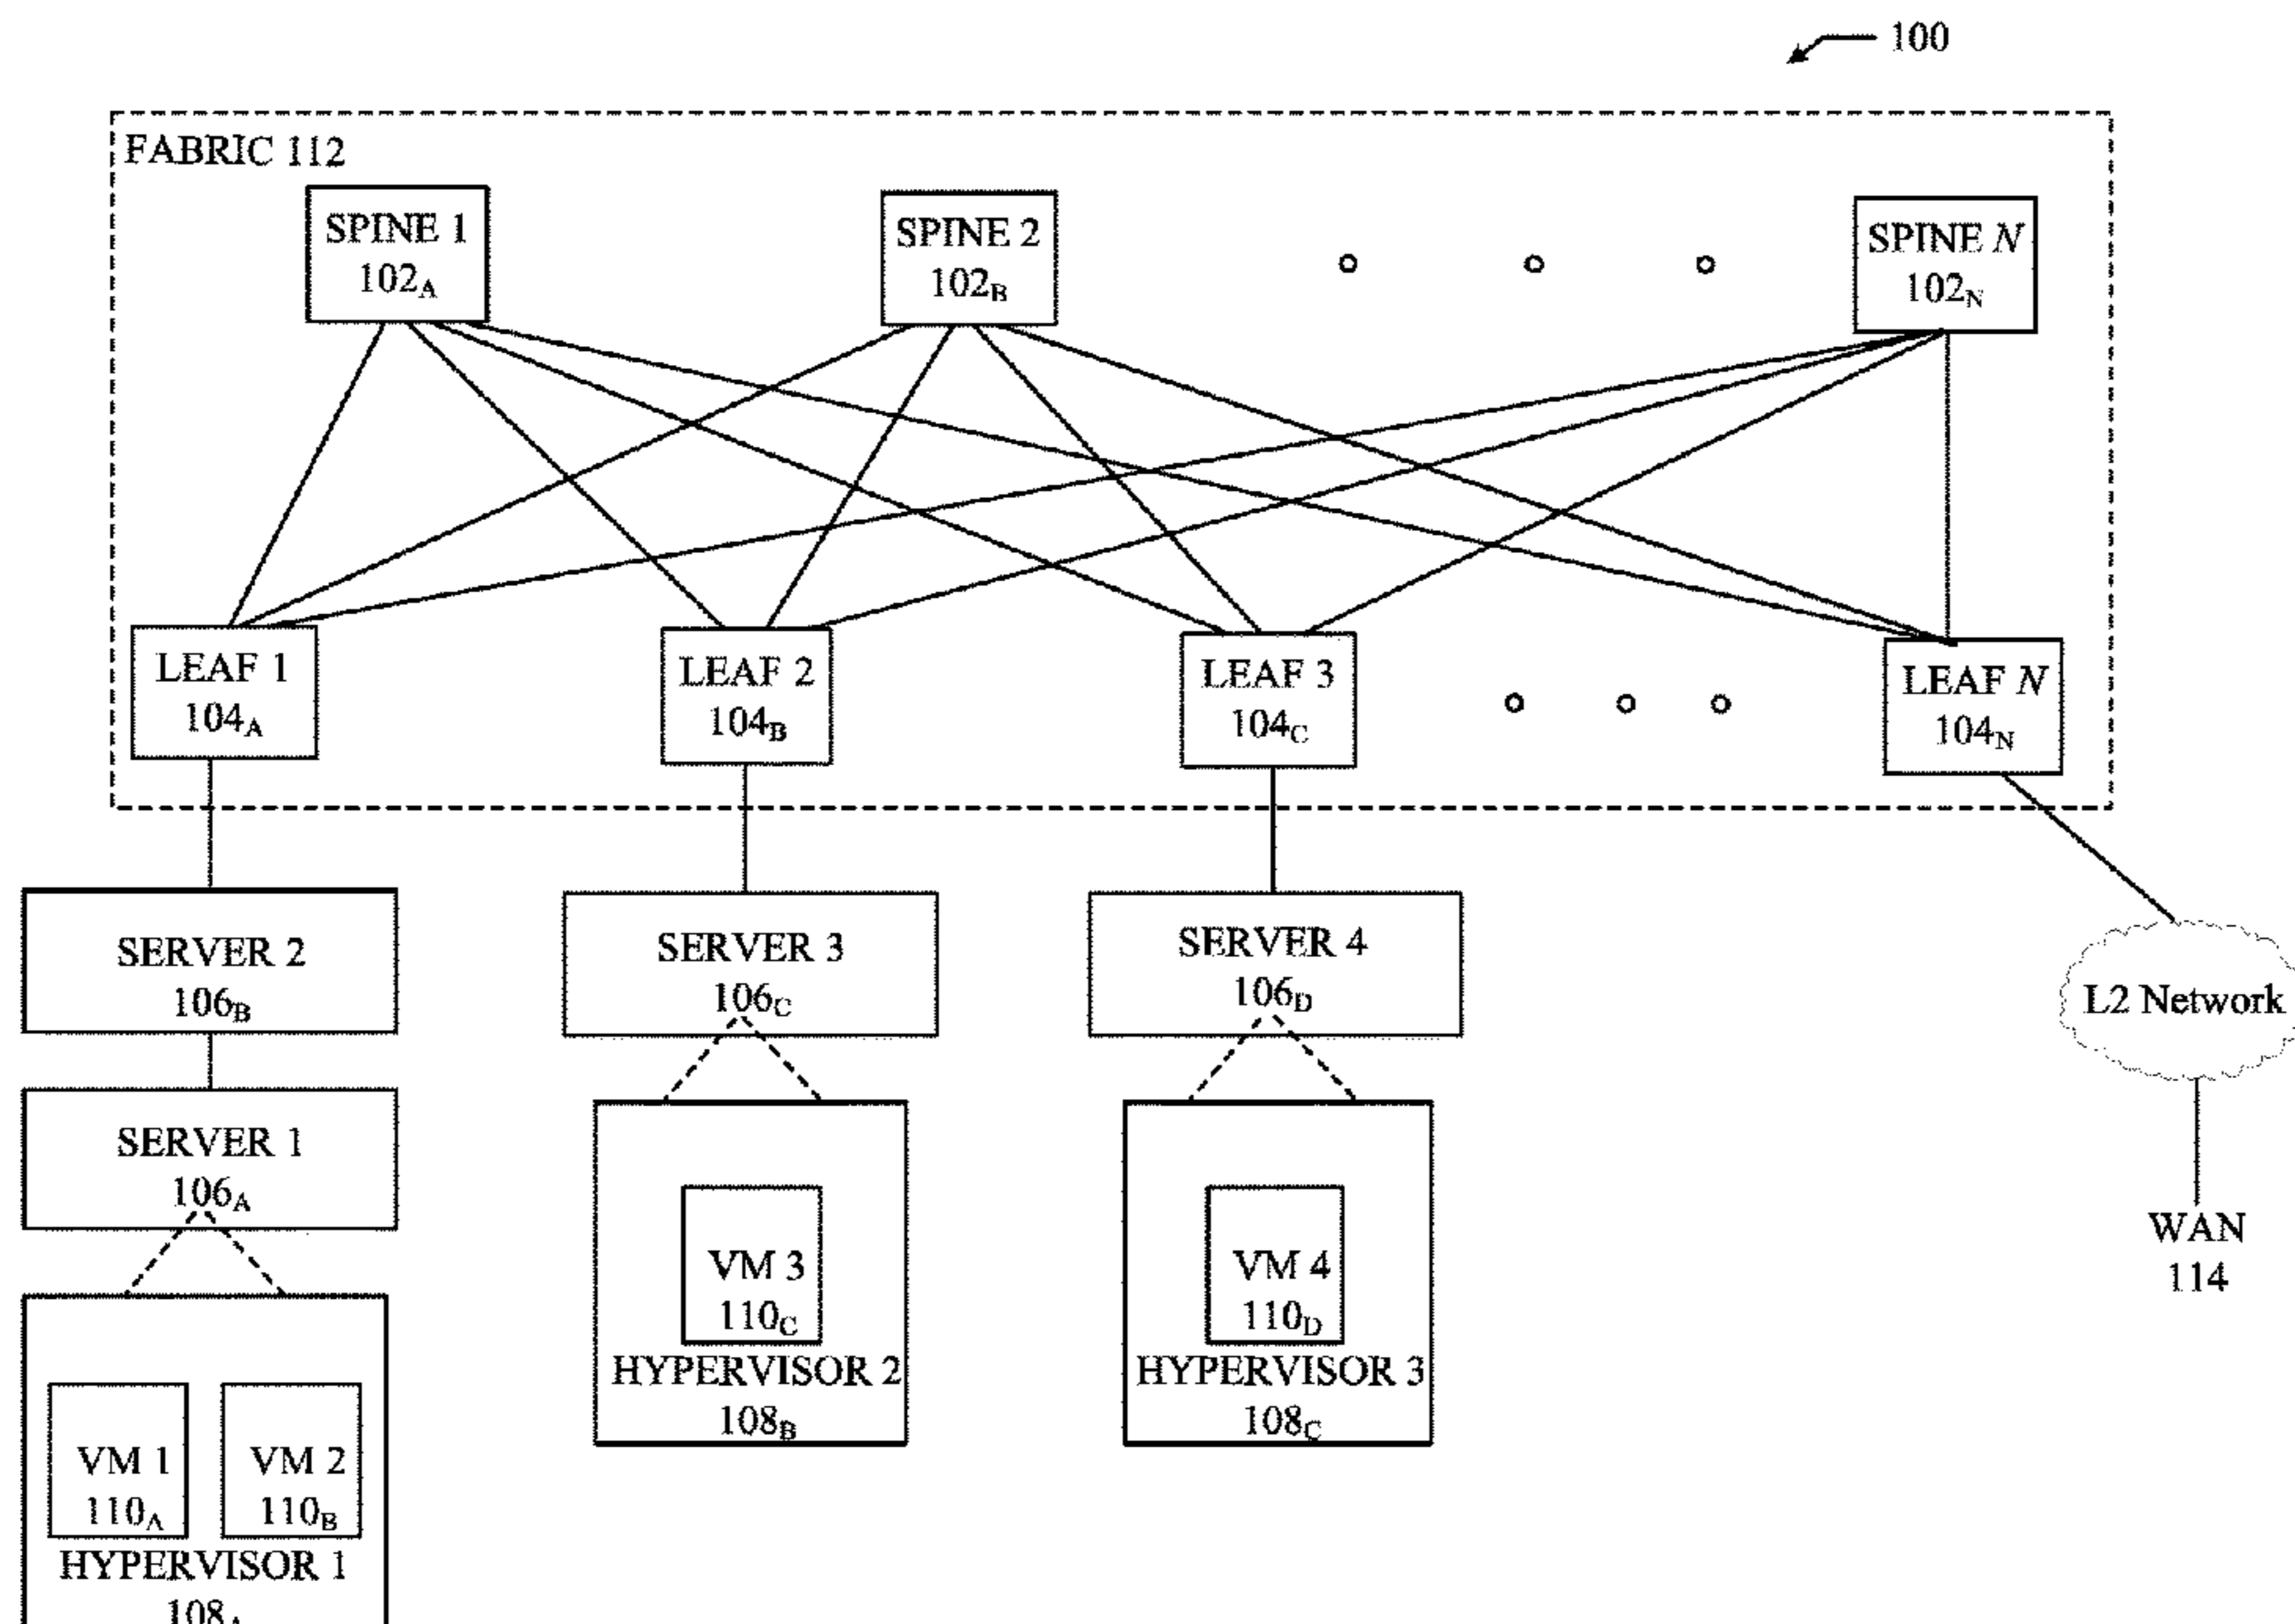 100
FABRIC 112
SPINE 1
102A
SPINE 2
102B
SPINE N
102N
LEAF 1
104A
LEAF 2
104B
LEAF 3
104C
LEAF N
104N
SERVER 2
106B
SERVER 3
106C
SERVER 4
106D
L2 Network
SERVER 1
106A
VM 3
110C
HYPERVISOR 2
108B
VM 4
110D
HYPERVISOR 3
108C
WAN
114
VM 1
110A
VM 2
110B
HYPERVISOR 1
108A